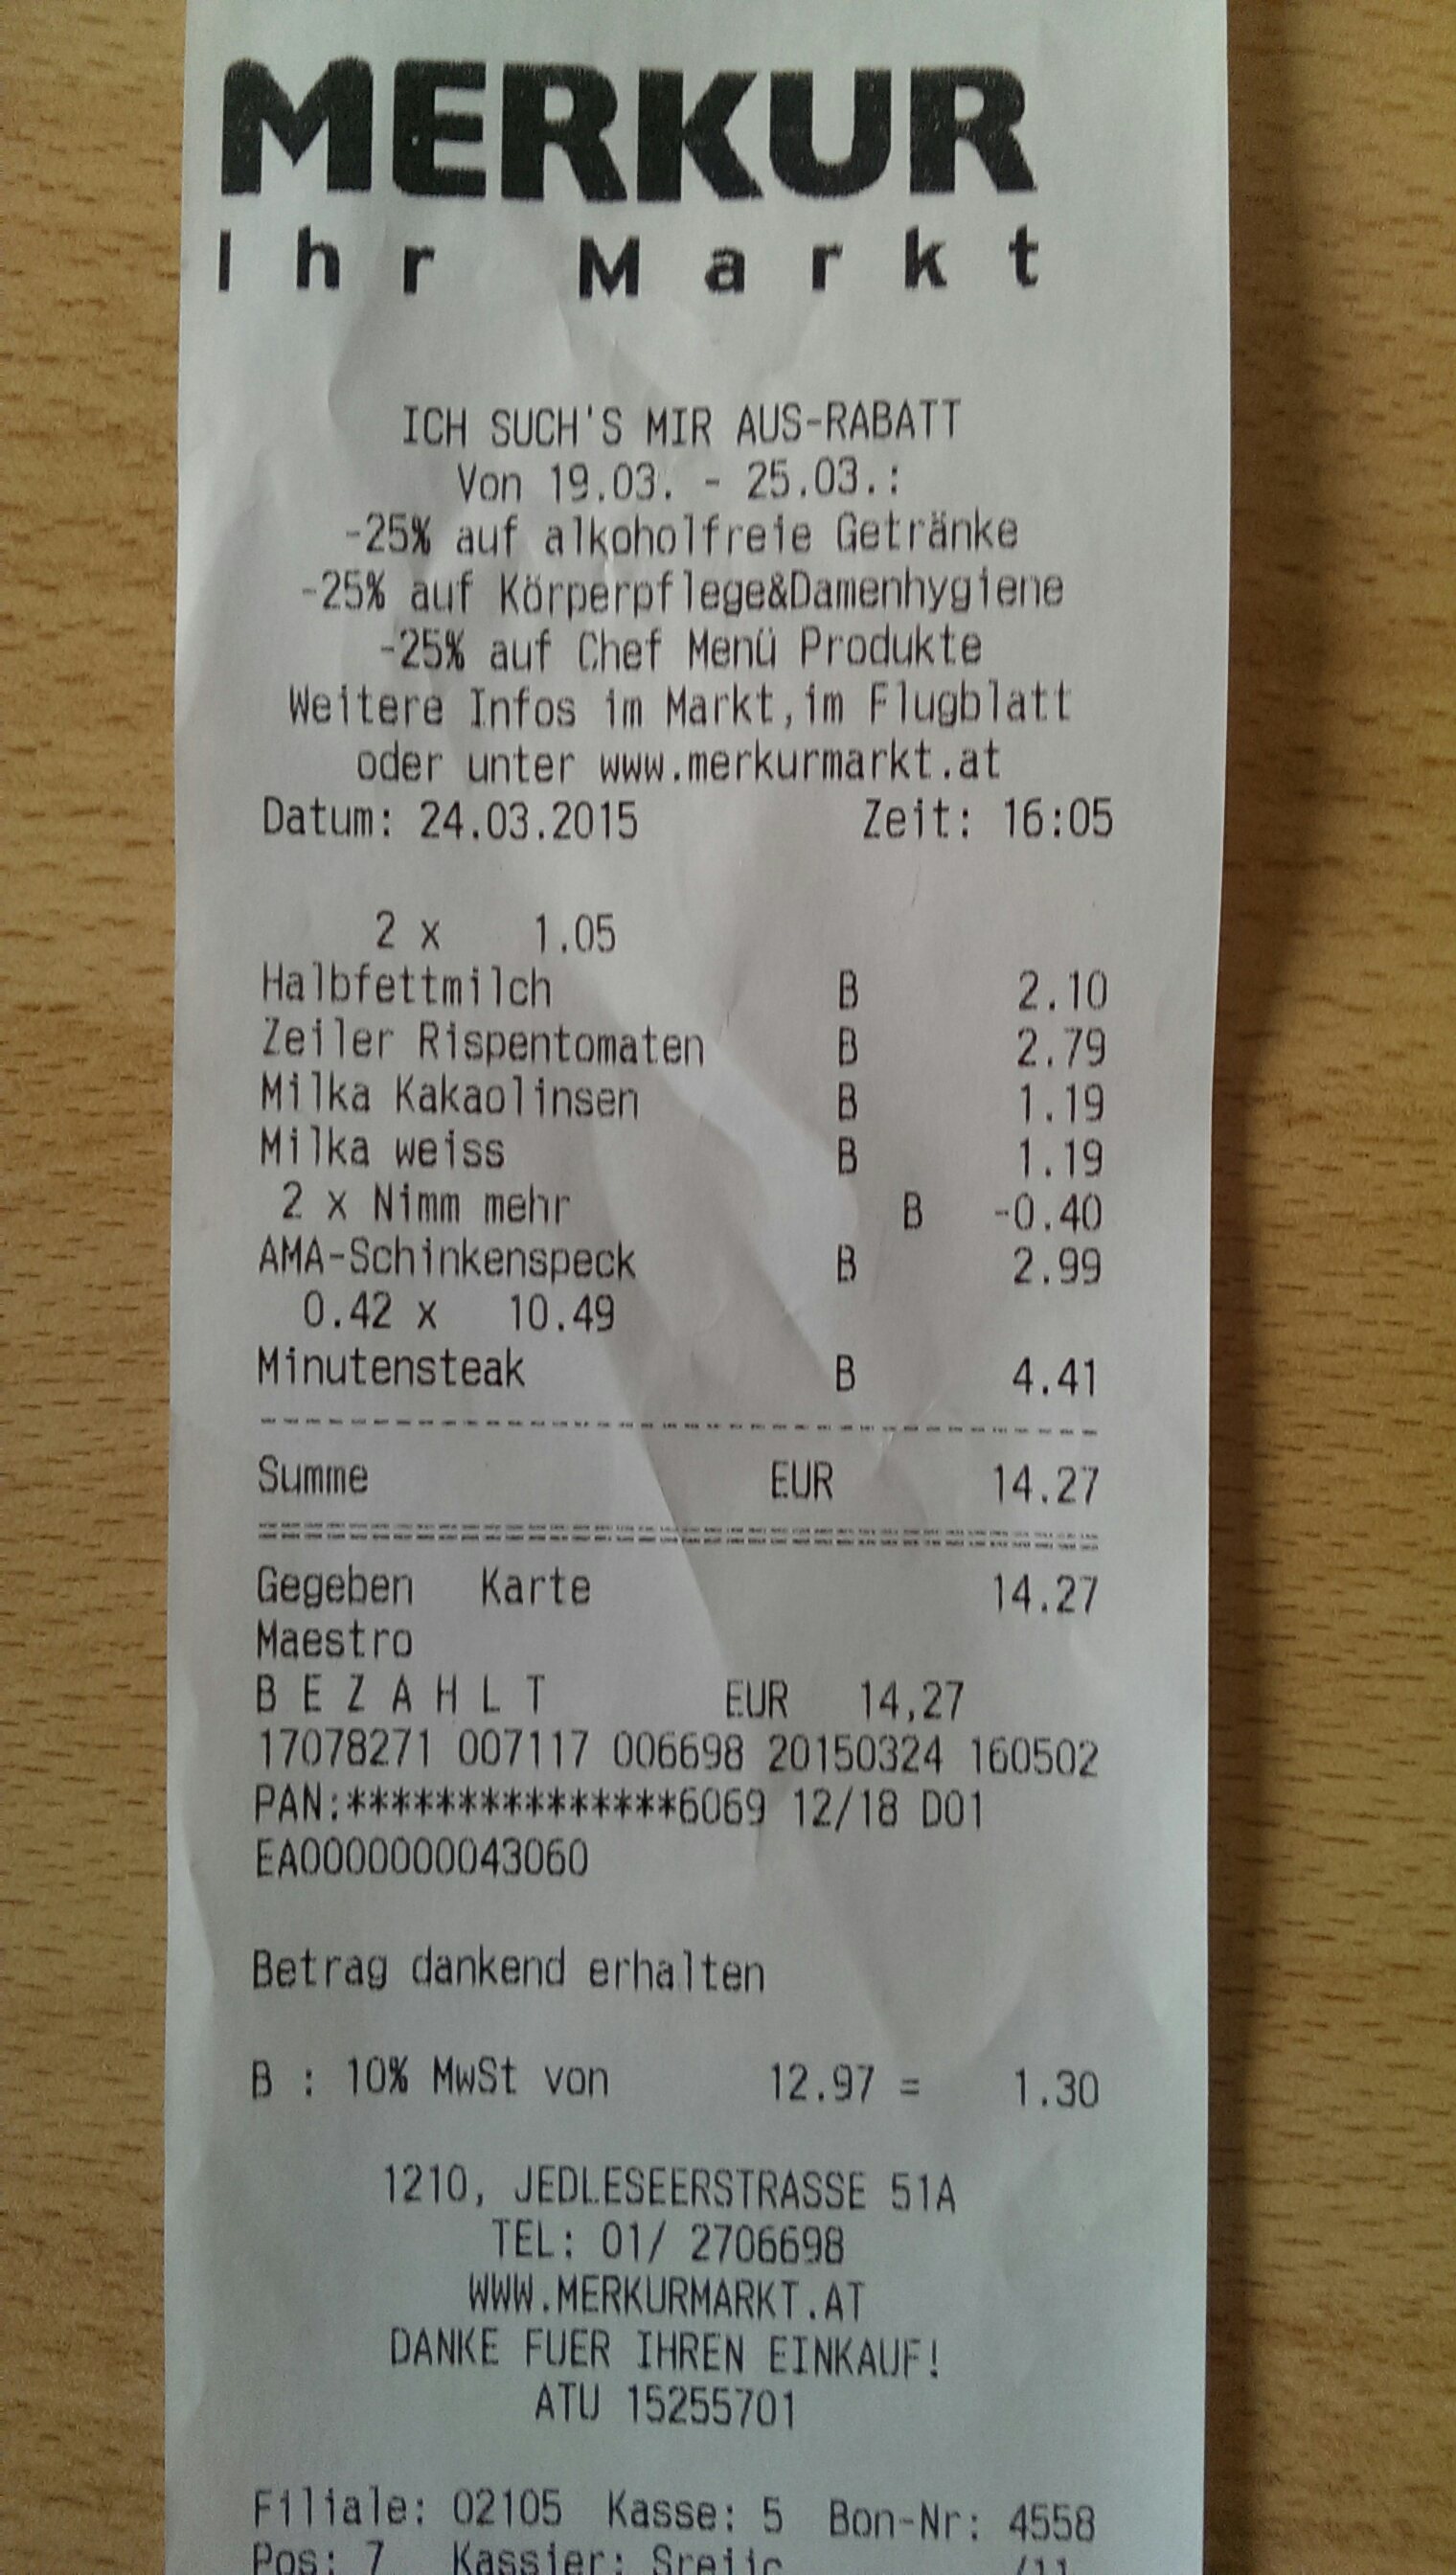 MERKUR
Ihr Markt
ICH SUCH'S MIR AUS-RABATT
Von 19.03. - 25.03.:
-25% auf alkoholfreie Getränke
-25% auf Körperpflege&Damenhygiene
-25% auf Chef Menü Produkte
Weitere Infos im Markt,im Flugblatt
oder unter www.merkurmarkt.at
Datum: 24.03.2015 Zeit: 16:05
2 x 1.05
Halbfettmilch B 2.10
Zeiler Rispentomaten B 2.79
Milka Kakaolinsen B 1.19
Milka weiss B 1.19
2 x Nimm mehr B -0.40
AMA-Schinkenspeck B 2.99
0.42 x 10.49
Minutensteak B 4.41
Summe EUR 14.27
Gegeben Karte 14.27
Maestro
BEZAHLT EUR 14,27
17078271 007117 006698 20150324 160502
PAN:***************6069 12/18 D01
EA0000000043060
Betrag dankend erhalten
B : 10% MwSt von 12.97 = 1.30
1210, JEDLESEERSTRASSE 51A
TEL: 01/ 2706698
WWW.MERKURMARKT.AT
DANKE FUER IHREN EINKAUF!
ATU 15255701
Filiale: 02105 Kasse: 5 Bon-Nr: 4558
Pos: 7 Kassier: